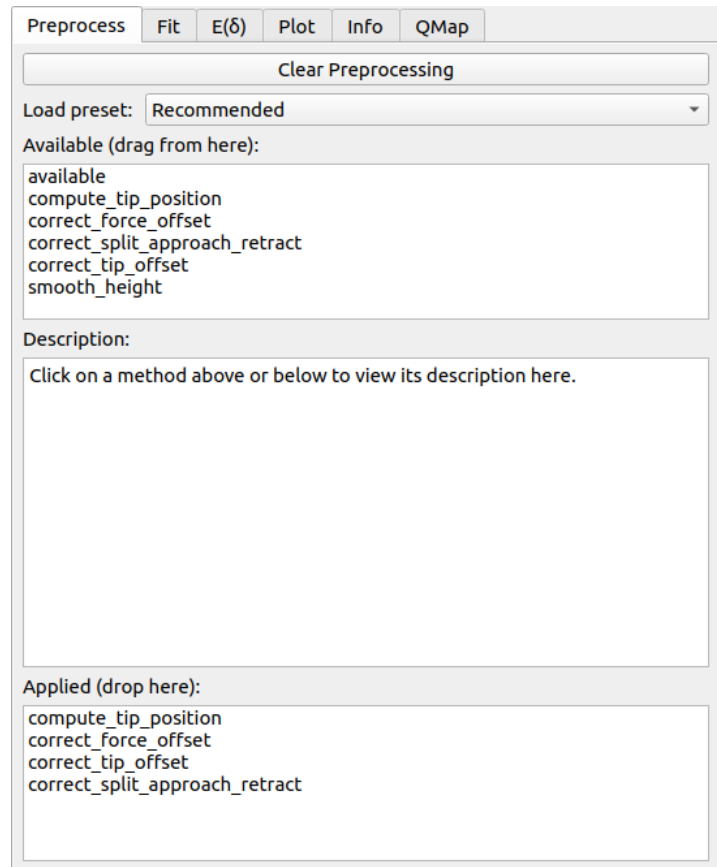 Preprocess Fit E(δ) Plot Info QMap
Clear Preprocessing
Load preset: Recommended
Available (drag from here):
available
compute_tip_position
correct_force_offset
correct_split_approach_retract
correct_tip_offset
smooth_height
Description:
Click on a method above or below to view its description here.
Applied (drop here):
compute_tip_position
correct_force_offset
correct_tip_offset
correct_split_approach_retract